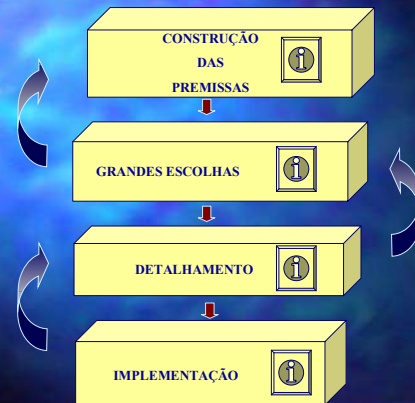 CONSTRUÇÃO
DAS
PREMISSAS
GRANDES ESCOLHAS
DETALHAMENTO
IMPLEMENTAÇÃO